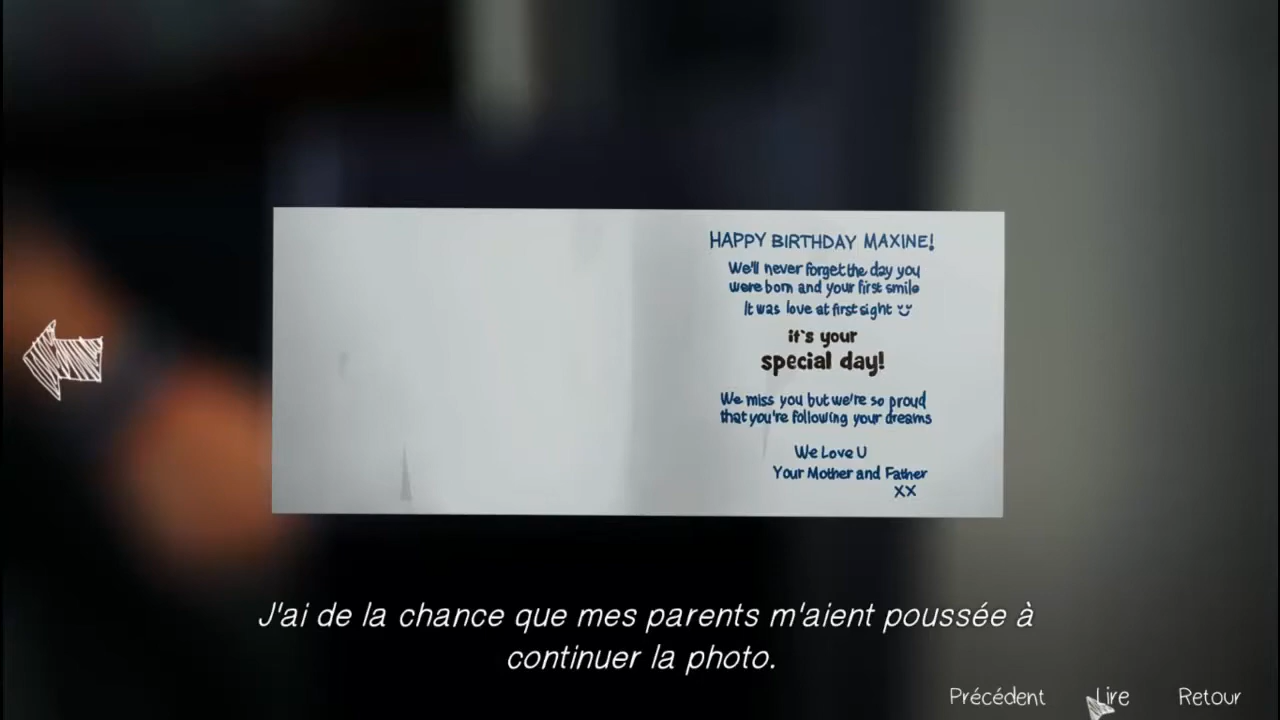 HAPPY BIRTHDAY MAXINE!
We'll never forget the day you
were born and your first smile
It was love at first sight
it's your
special day!
We miss you but we're so proud
that you're following your dreams
We Love U
Your Mother and Father
XX
J'ai de la chance que mes parents m'aient poussée à
continuer la photo.
Précédent Lire Retour